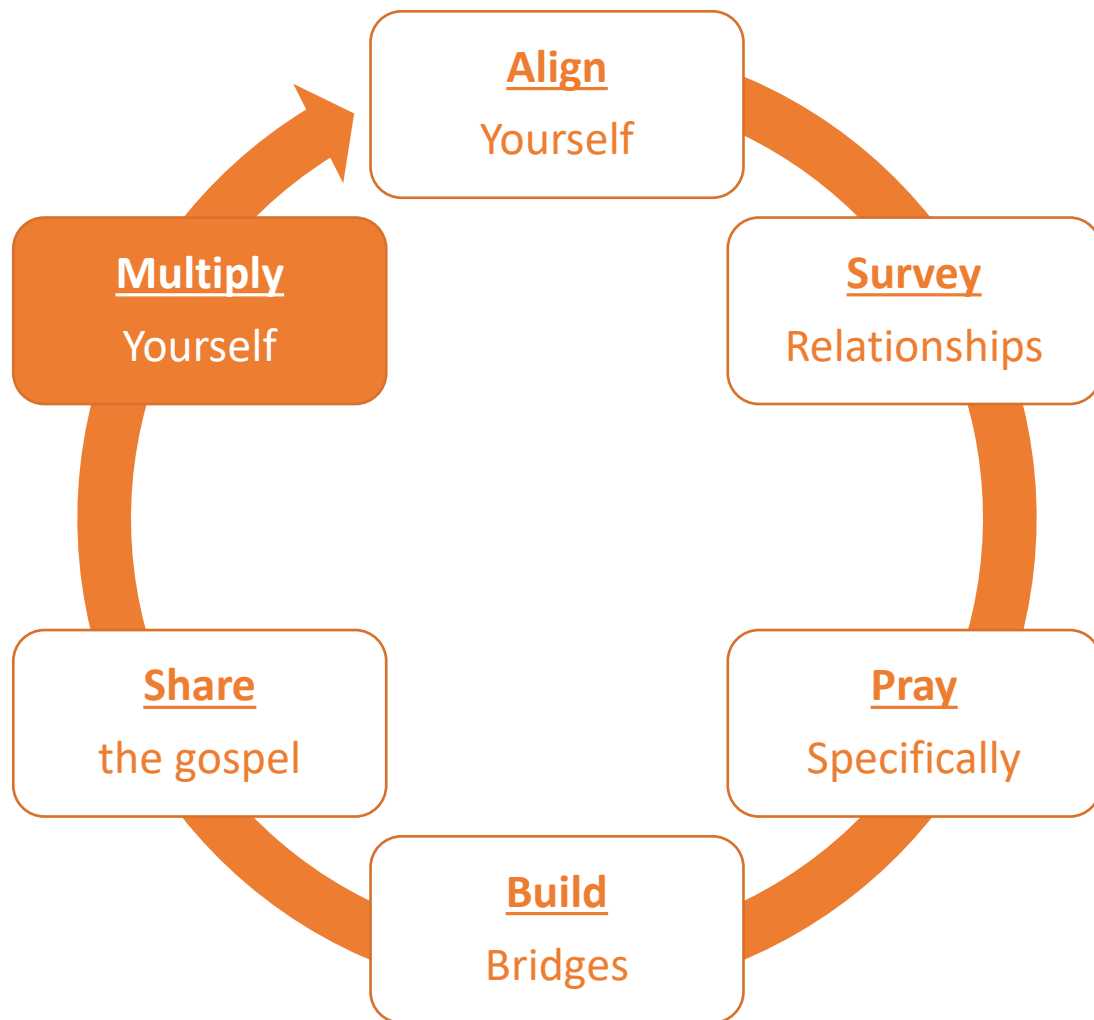 Align
Yourself
Survey
Relationships
Pray
Specifically
Build
Bridges
Share
the gospel
Multiply
Yourself